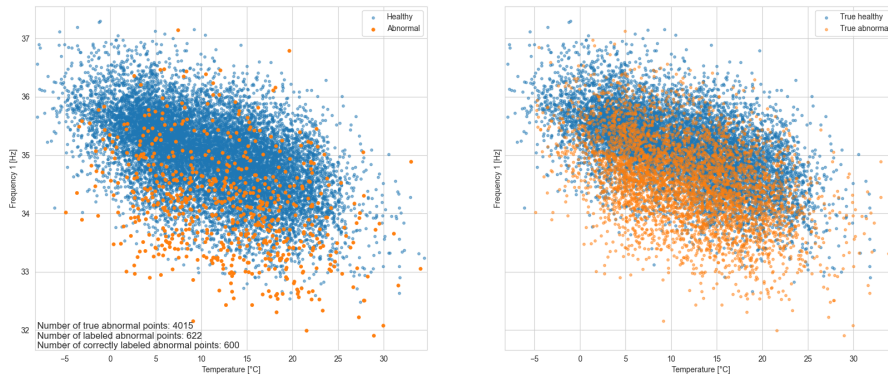 Healthy
Abnormal
37
36
35
34
33
32
Frequency 1 [Hz]
Number of true abnormal points: 4015
Number of labeled abnormal points: 622
Number of correctly labeled abnormal points: 600
−5 0 5 10 15 20 25 30
Temperature [°C]
True healthy
True abnormal
Frequency 1 [Hz]
−5 0 5 10 15 20 25 30
Temperature [°C]